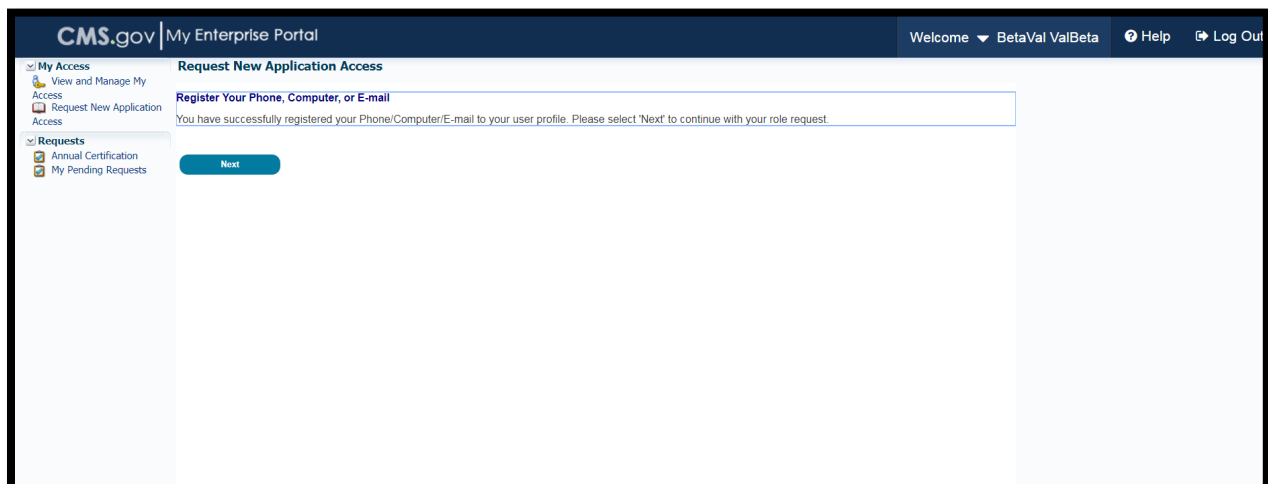 CMS.gov My Enterprise Portal
Welcome BetaVal ValBeta
Help
Log Out
My Access
View and Manage My
Access
Request New Application
Access
Requests
Annual Certification
My Pending Requests
Request New Application Access
Register Your Phone, Computer, or E-mail
You have successfully registered your Phone/Computer/E-mail to your user profile. Please select 'Next' to continue with your role request.
Next